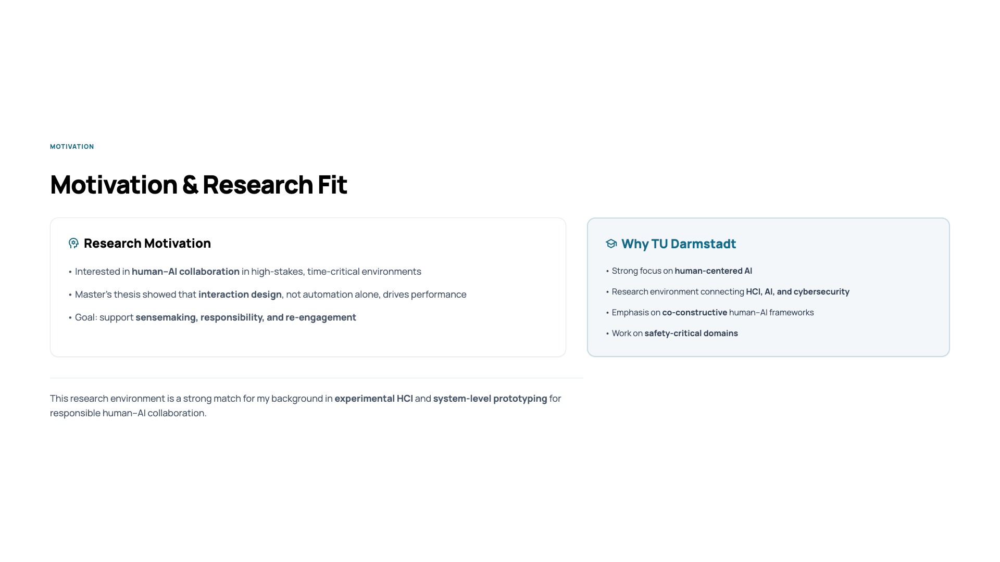 MOTIVATION
Motivation & Research Fit
Research Motivation
• Interested in human–AI collaboration in high-stakes, time-critical environments
• Master's thesis showed that interaction design, not automation alone, drives performance
• Goal: support sensemaking, responsibility, and re-engagement
Why TU Darmstadt
• Strong focus on human-centered AI
• Research environment connecting HCI, AI, and cybersecurity
• Emphasis on co-constructive human–AI frameworks
• Work on safety-critical domains
This research environment is a strong match for my background in experimental HCI and system-level prototyping for
responsible human–AI collaboration.